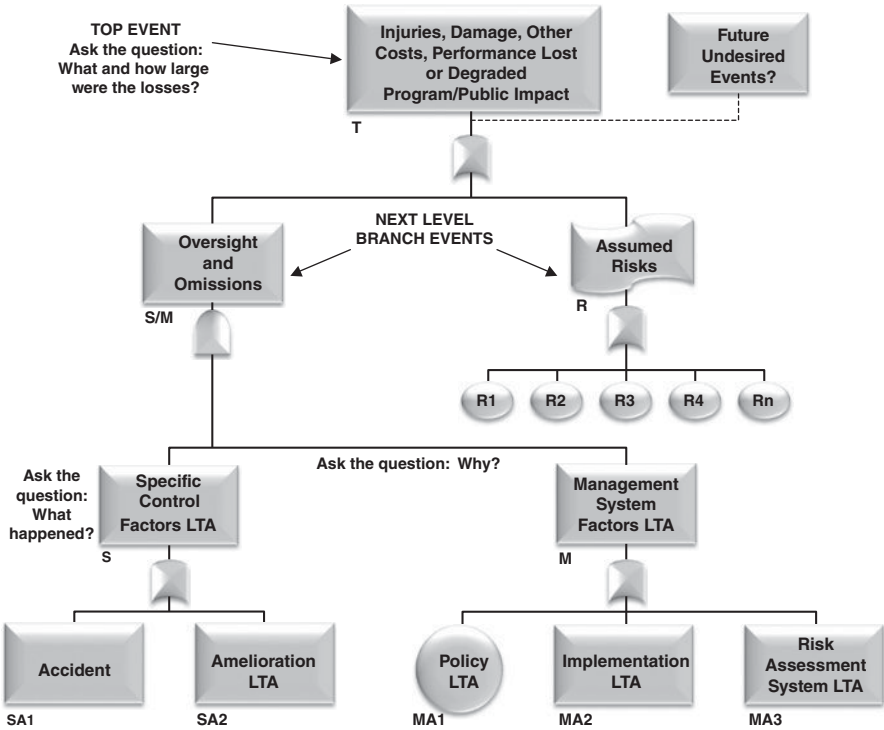 TOP EVENT
Ask the question:
What and how large
were the losses?
Injuries, Damage, Other
Costs, Performance Lost
or Degraded
Program/Public Impact
T
Future
Undesired
Events?
NEXT LEVEL
BRANCH EVENTS
Oversight
and
Omissions
S/M
Assumed
Risks
R
R1
R2
R3
R4
Rn
Ask the question: Why?
Ask the
question:
What
happened?
Specific
Control
Factors LTA
S
Management
System
Factors LTA
M
Accident
SA1
Amelioration
LTA
SA2
Policy
LTA
MA1
Implementation
LTA
MA2
Risk
Assessment
System LTA
MA3